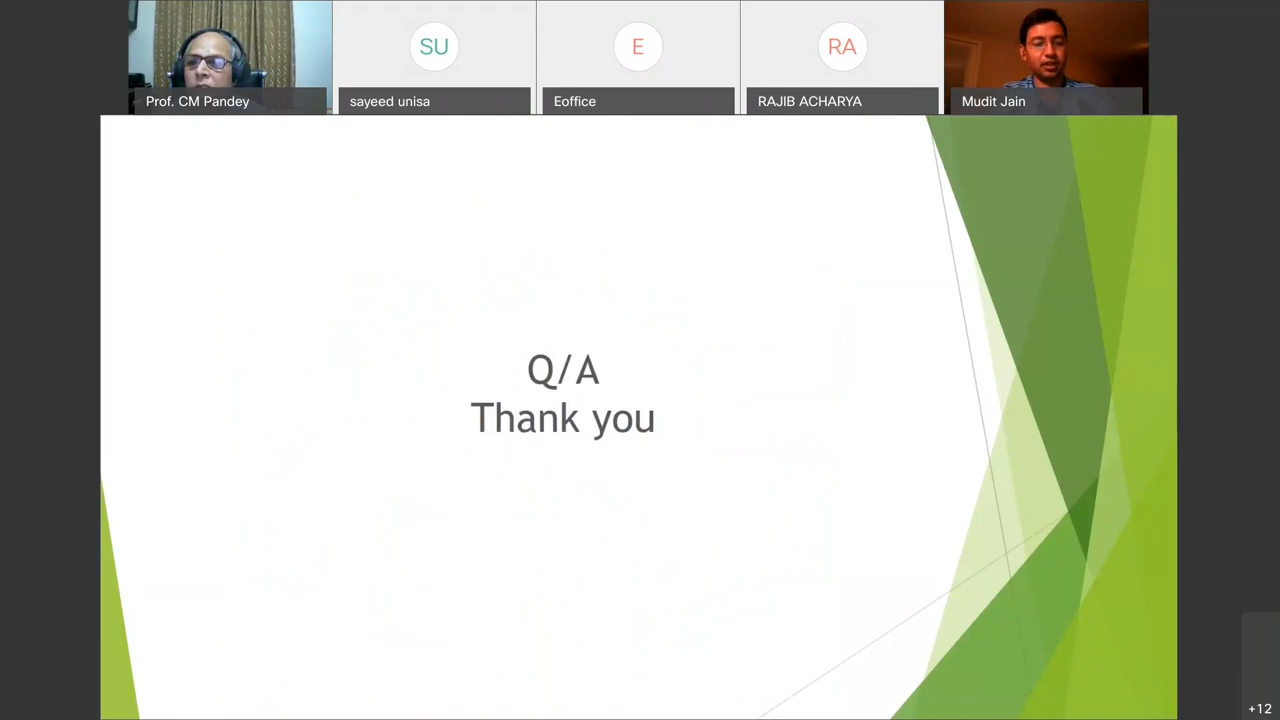 SU
E
RA
Prof. CM Pandey
sayeed unisa
Eoffice
RAJIB ACHARYA
Mudit Jain
Q/A
Thank you
+12